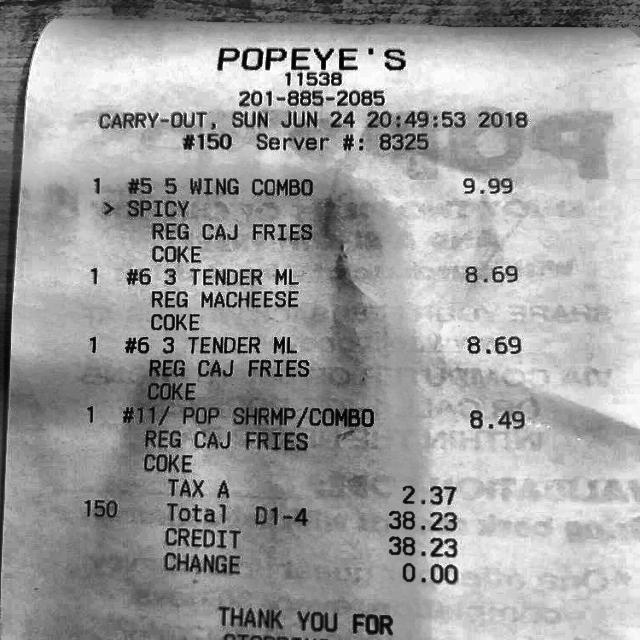 POPEYE'S
11538
201-885-2085
CARRY-OUT, SUN JUN 24 20:49:53 2018
#150 Server #: 8325
1 #5 5 WING COMBO 9.99
> SPICY
REG CAJ FRIES
COKE
1 #6 3 TENDER ML 8.69
REG MACHEESE
COKE
1 #6 3 TENDER ML 8.69
REG CAJ FRIES
COKE
1 #11/ POP SHRMP/COMBO 8.49
REG CAJ FRIES
COKE
TAX A 2.37
150 Total D1-4 38.23
CREDIT 38.23
CHANGE 0.00
THANK YOU FOR